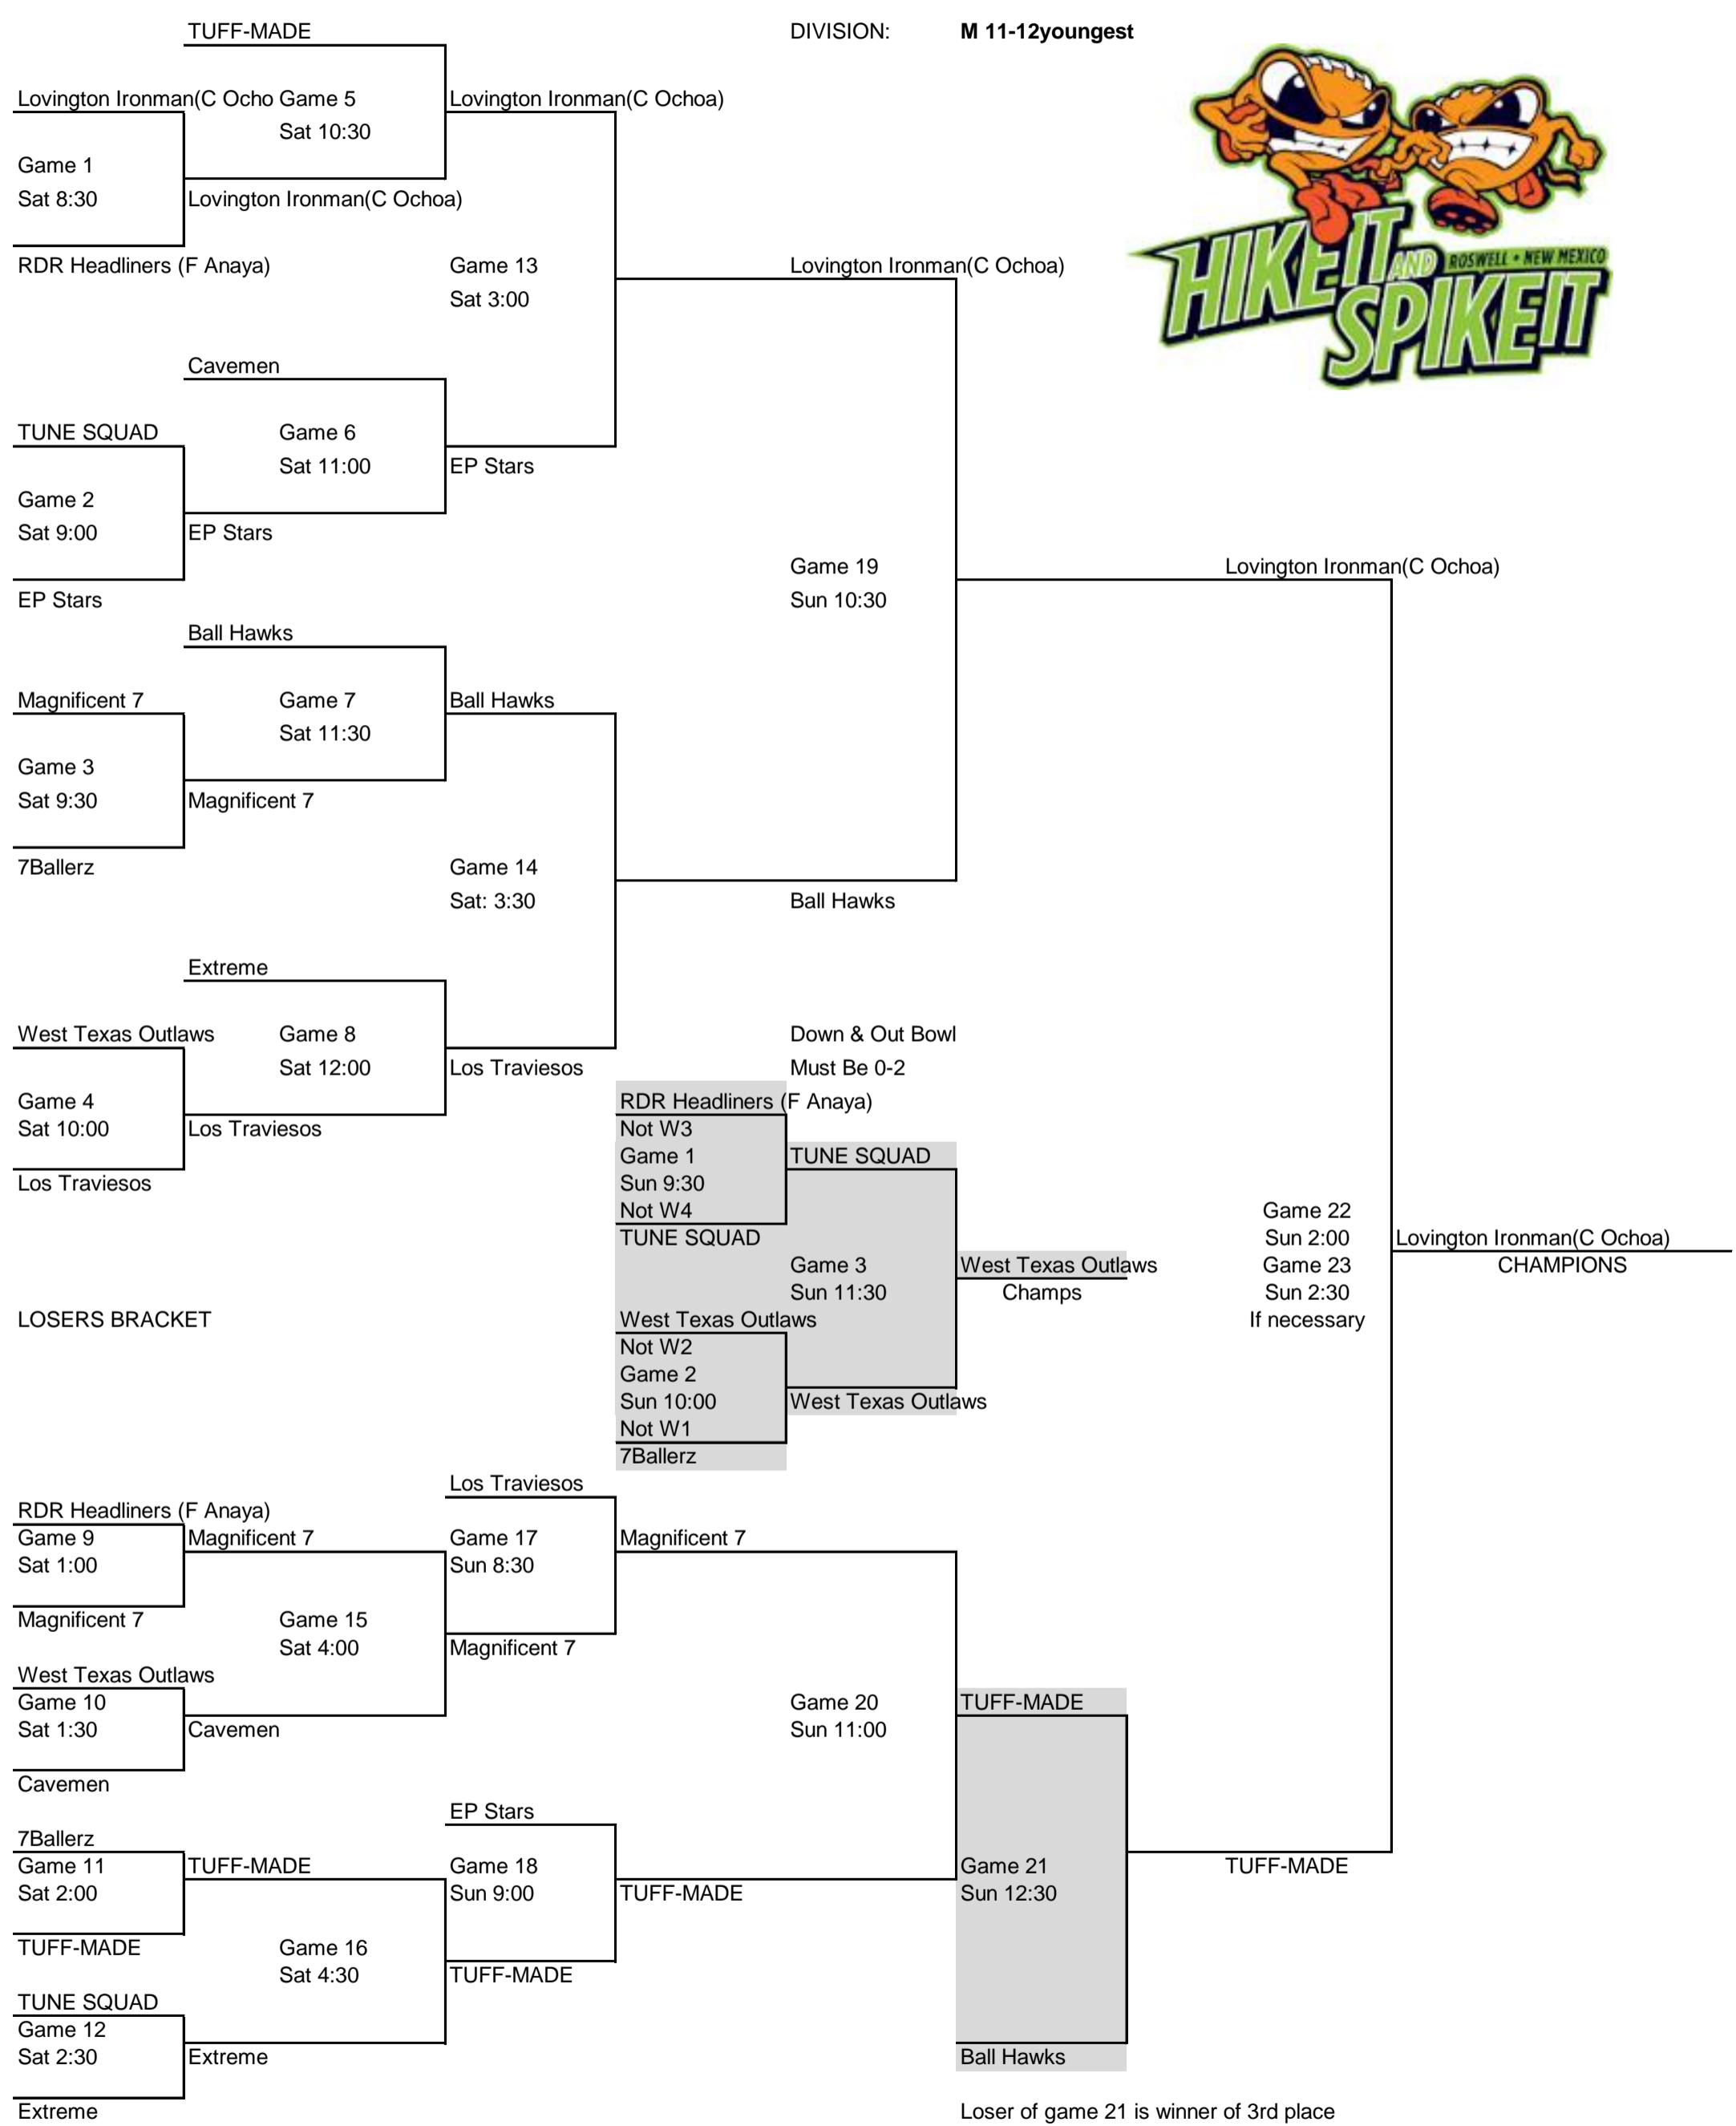 TUFF-MADE
DIVISION:
M 11-12youngest
Lovington Ironman(C Ocho
Game 5
Lovington Ironman(C Ochoa)
Sat 10:30
Game 1
Sat 8:30
Lovington Ironman(C Ochoa)
HIKE IT AND SPIKE IT
ROSWELL • NEW MEXICO
RDR Headliners (F Anaya)
Game 13
Lovington Ironman(C Ochoa)
Sat 3:00
Cavemen
TUNE SQUAD
Game 6
Sat 11:00
EP Stars
Game 2
Sat 9:00
EP Stars
Game 19
Lovington Ironman(C Ochoa)
EP Stars
Sun 10:30
Ball Hawks
Magnificent 7
Game 7
Ball Hawks
Sat 11:30
Game 3
Sat 9:30
Magnificent 7
7Ballerz
Game 14
Sat: 3:30
Ball Hawks
Extreme
West Texas Outlaws
Game 8
Down & Out Bowl
Sat 12:00
Los Traviesos
Must Be 0-2
Game 4
RDR Headliners (F Anaya)
Sat 10:00
Los Traviesos
Not W3
Game 1
TUNE SQUAD
Los Traviesos
Sun 9:30
Not W4
Game 22
TUNE SQUAD
Sun 2:00
Lovington Ironman(C Ochoa)
Game 3
West Texas Outlaws
Game 23
CHAMPIONS
Sun 11:30
Champs
Sun 2:30
LOSERS BRACKET
West Texas Outlaws
If necessary
Not W2
Game 2
Sun 10:00
West Texas Outlaws
Not W1
7Ballerz
Los Traviesos
RDR Headliners (F Anaya)
Game 9
Magnificent 7
Game 17
Magnificent 7
Sat 1:00
Sun 8:30
Magnificent 7
Game 15
Sat 4:00
Magnificent 7
West Texas Outlaws
Game 10
Game 20
TUFF-MADE
Sat 1:30
Cavemen
Sun 11:00
Cavemen
EP Stars
7Ballerz
Game 11
TUFF-MADE
Game 18
Game 21
TUFF-MADE
Sat 2:00
Sun 9:00
TUFF-MADE
Sun 12:30
TUFF-MADE
Game 16
Sat 4:30
TUFF-MADE
TUNE SQUAD
Game 12
Sat 2:30
Extreme
Ball Hawks
Extreme
Loser of game 21 is winner of 3rd place